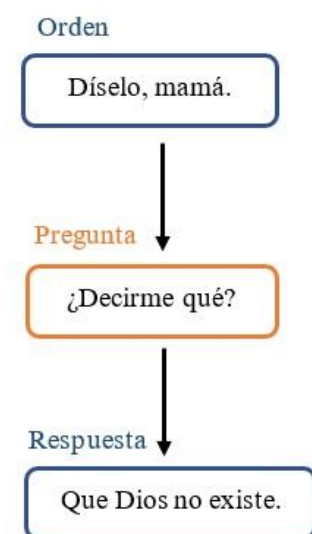 Orden
Díselo, mamá.
Pregunta
¿Decirme qué?
Respuesta
Que Dios no existe.